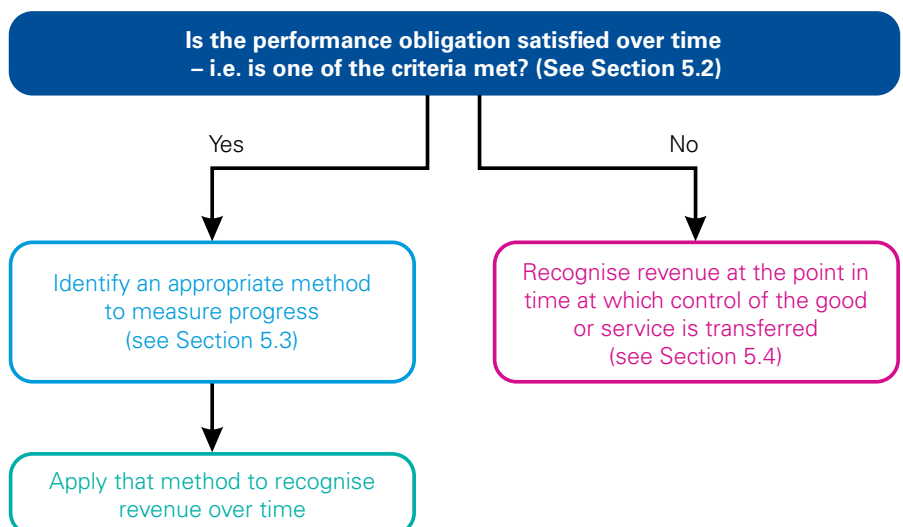 Is the performance obligation satisfied over time
– i.e. is one of the criteria met? (See Section 5.2)
Yes
No
Identify an appropriate method
to measure progress
(see Section 5.3)
Recognise revenue at the point in
time at which control of the good
or service is transferred
(see Section 5.4)
Apply that method to recognise
revenue over time